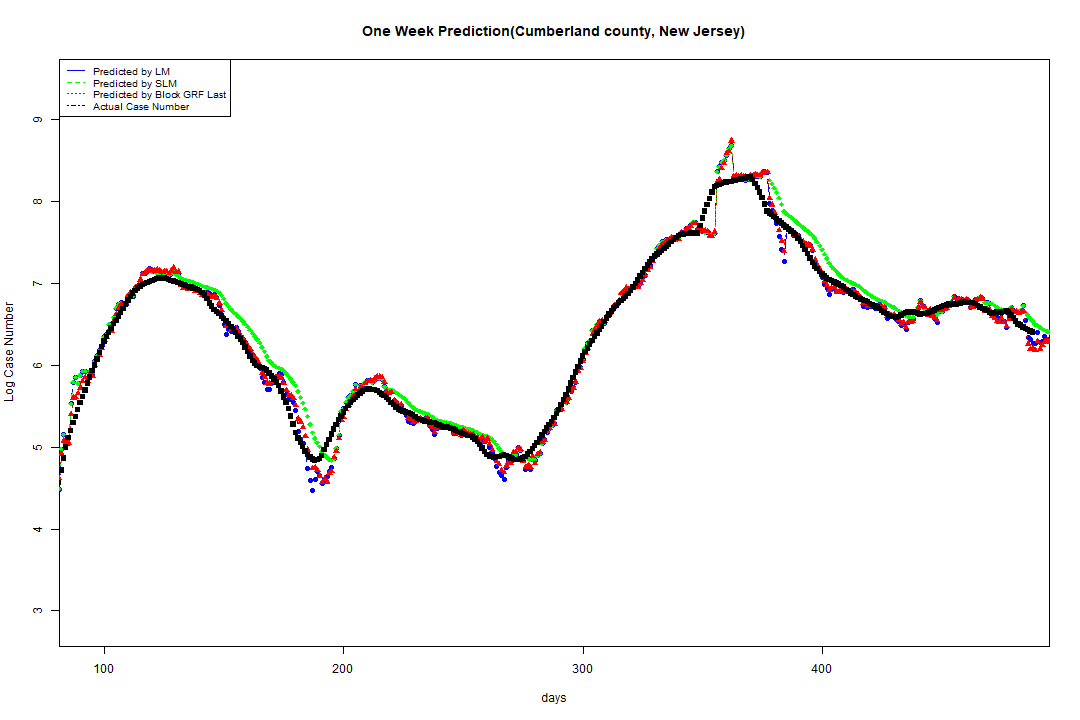 One Week Prediction(Cumberland county, New Jersey)
Predicted by LM
Predicted by SLM
Predicted by Block GRF Last
Actual Case Number
Log Case Number
9
8
7
6
5
4
3
100 200 300 400
days